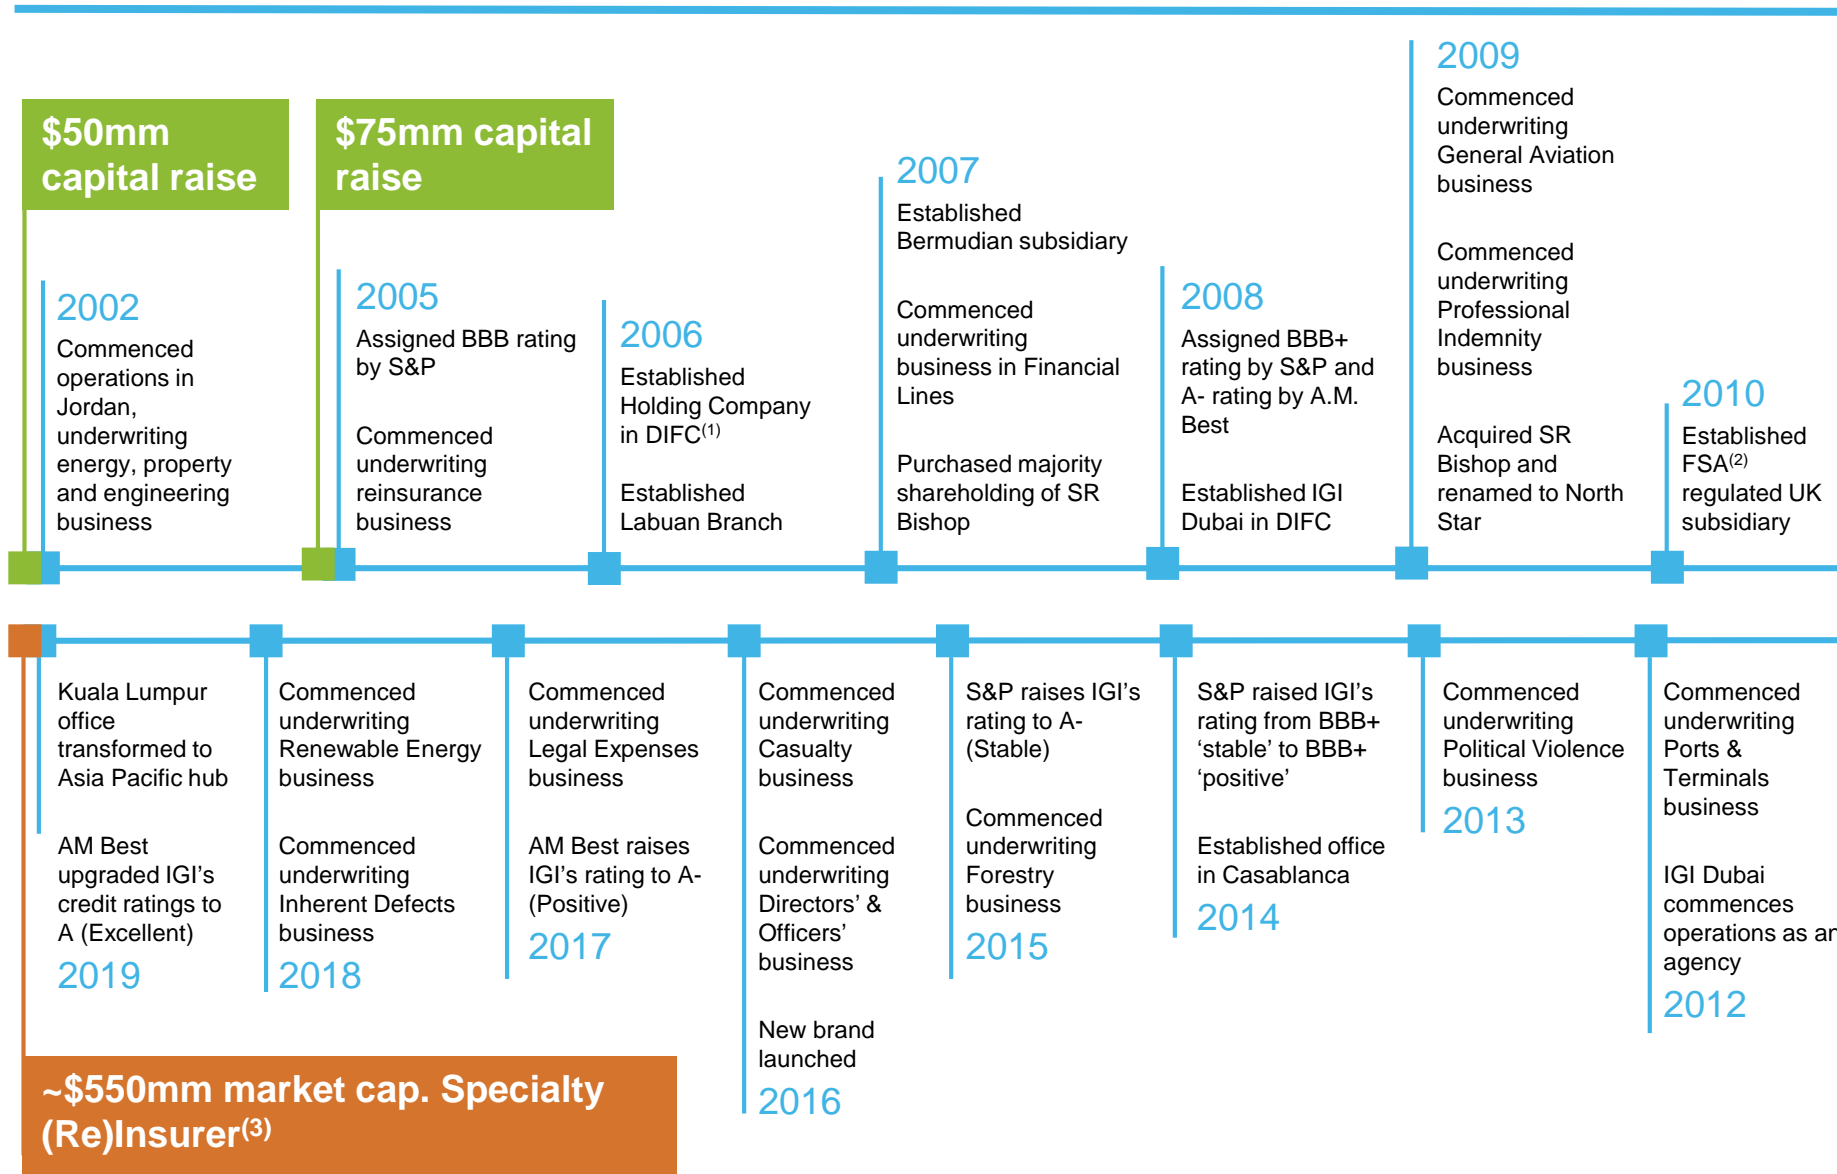 $50mm
capital raise
$75mm capital
raise
2002
Commenced
operations in
Jordan,
underwriting
energy, property
and engineering
business
2005
Assigned BBB rating
by S&P
Commenced
underwriting
reinsurance
business
2006
Established
Holding Company
in DIFC(1)
Established
Labuan Branch
2007
Established
Bermudian subsidiary
Commenced
underwriting
business in Financial
Lines
Purchased majority
shareholding of SR
Bishop
2008
Assigned BBB+
rating by S&P and
A- rating by A.M.
Best
Established IGI
Dubai in DIFC
2009
Commenced
underwriting
General Aviation
business
Commenced
underwriting
Professional
Indemnity
business
Acquired SR
Bishop and
renamed to North
Star
2010
Established
FSA(2)
regulated UK
subsidiary
Kuala Lumpur
office
transformed to
Asia Pacific hub
AM Best
upgraded IGI’s
credit ratings to
A (Excellent)
2019
Commenced
underwriting
Renewable Energy
business
Commenced
underwriting
Inherent Defects
business
2018
Commenced
underwriting
Legal Expenses
business
AM Best raises
IGI’s rating to A-
(Positive)
2017
Commenced
underwriting
Casualty
business
Commenced
underwriting
Directors’ &
Officers’
business
New brand
launched
2016
S&P raises IGI’s
rating to A-
(Stable)
Commenced
underwriting
Forestry
business
2015
S&P raised IGI’s
rating from BBB+
‘stable’ to BBB+
‘positive’
Established office
in Casablanca
2014
Commenced
underwriting
Political Violence
business
2013
Commenced
underwriting
Ports &
Terminals
business
IGI Dubai
commences
operations as an
agency
2012
~$550mm market cap. Specialty
(Re)Insurer(3)